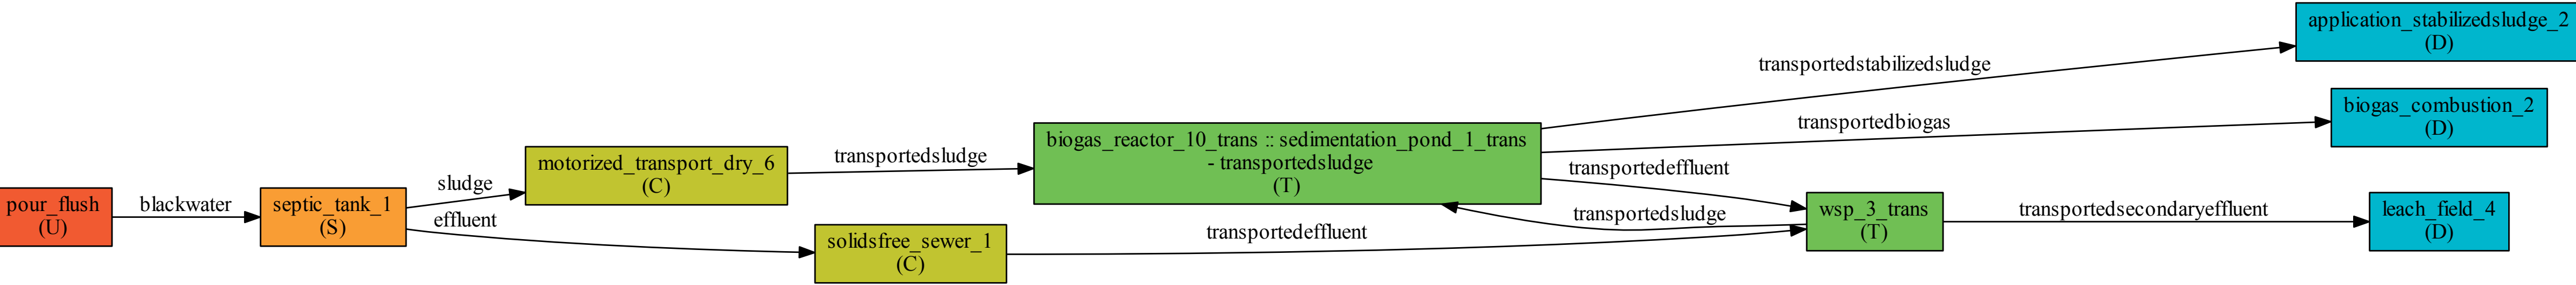 pour_flush
(U)
blackwater
septic_tank_1
(S)
sludge
effluent
motorized_transport_dry_6
(C)
solidsfree_sewer_1
(C)
transportedsludge
transportedeffluent
biogas_reactor_10_trans :: sedimentation_pond_1_trans
- transportedsludge
(T)
transportedstabilizedsludge
transportedbiogas
transportedeffluent
transportedsludge
wsp_3_trans
(T)
transportedsecondaryeffluent
application_stabilizedsludge_2
(D)
biogas_combustion_2
(D)
leach_field_4
(D)